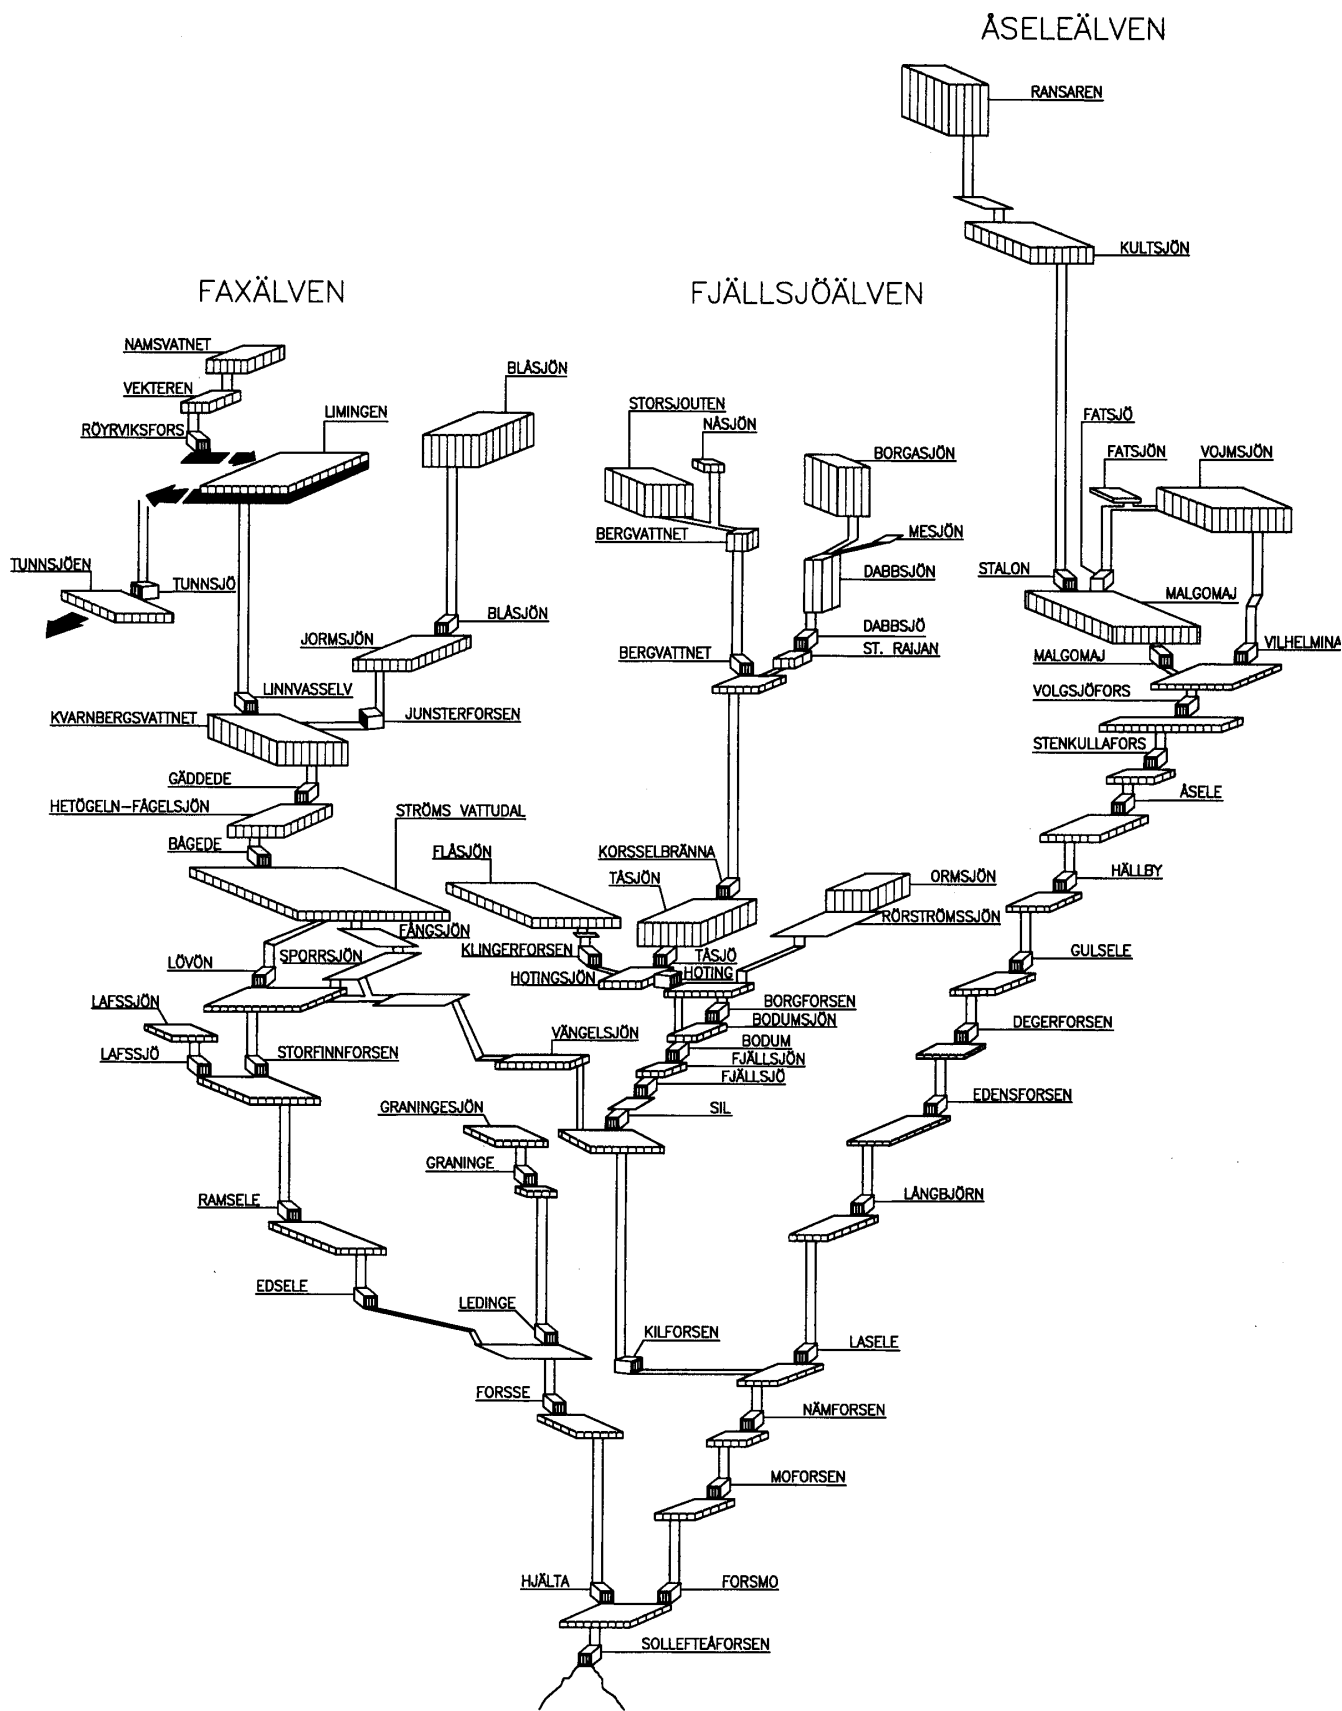 ÅSELEÄLVEN
RANSAREN
KULTSJÖN
FAXÄLVEN
FJÄLLSJÖÄLVEN
NAMSVATNET
BLÅSJÖN
VEKTEREN
STORSJOUTEN
LIMINGEN
FATSJÖ
NÅSJÖN
RÖYRVIKSFORS
BORGASJÖN
FATSJÖN
VOJMSJÖN
BERGVATTNET
MESJÖN
TUNNSJÖEN
TUNNSJÖ
DABBSJÖN
STALON
MALGOMAJ
BLÅSJÖN
DABBSJÖ
JORMSJÖN
BERGVATTNET
ST. RAIJAN
MALGOMAJ
VILHELMINA
LINNVASSELV
VOLGSJÖFORS
KVARNBERGSVATTNET
JUNSTERFORSEN
STENKULLAFORS
GÄDDEDE
ÅSELE
HETÖGELN-FÅGELSJÖN
STRÖMS VATTUDAL
BÅGEDE
FLÅSJÖN
KORSSELBRÄNNA
HÄLLBY
TÅSJÖN
ORMSJÖN
RÖRSTRÖMSSJÖN
FÅNGSJÖN
SPORRSJÖN
KLINGERFORSEN
TÅSJÖ
GULSELE
LÖVÖN
HOTINGSJÖN
HOTING
LAFSSJÖN
BORGFORSEN
BODUMSJÖN
DEGERFORSEN
VÄNGELSJÖN
BODUM
LAFSSJÖ
STORFINNFORSEN
FJÄLLSJÖN
FJÄLLSJÖ
EDENSFORSEN
GRANINGESJÖN
SIL
GRANINGE
RAMSELE
LÅNGBJÖRN
EDSELE
LEDINGE
KILFORSEN
LASELE
FORSSE
NÄMFORSEN
MOFORSEN
HJÄLTA
FORSMO
SOLLEFTEÅFORSEN